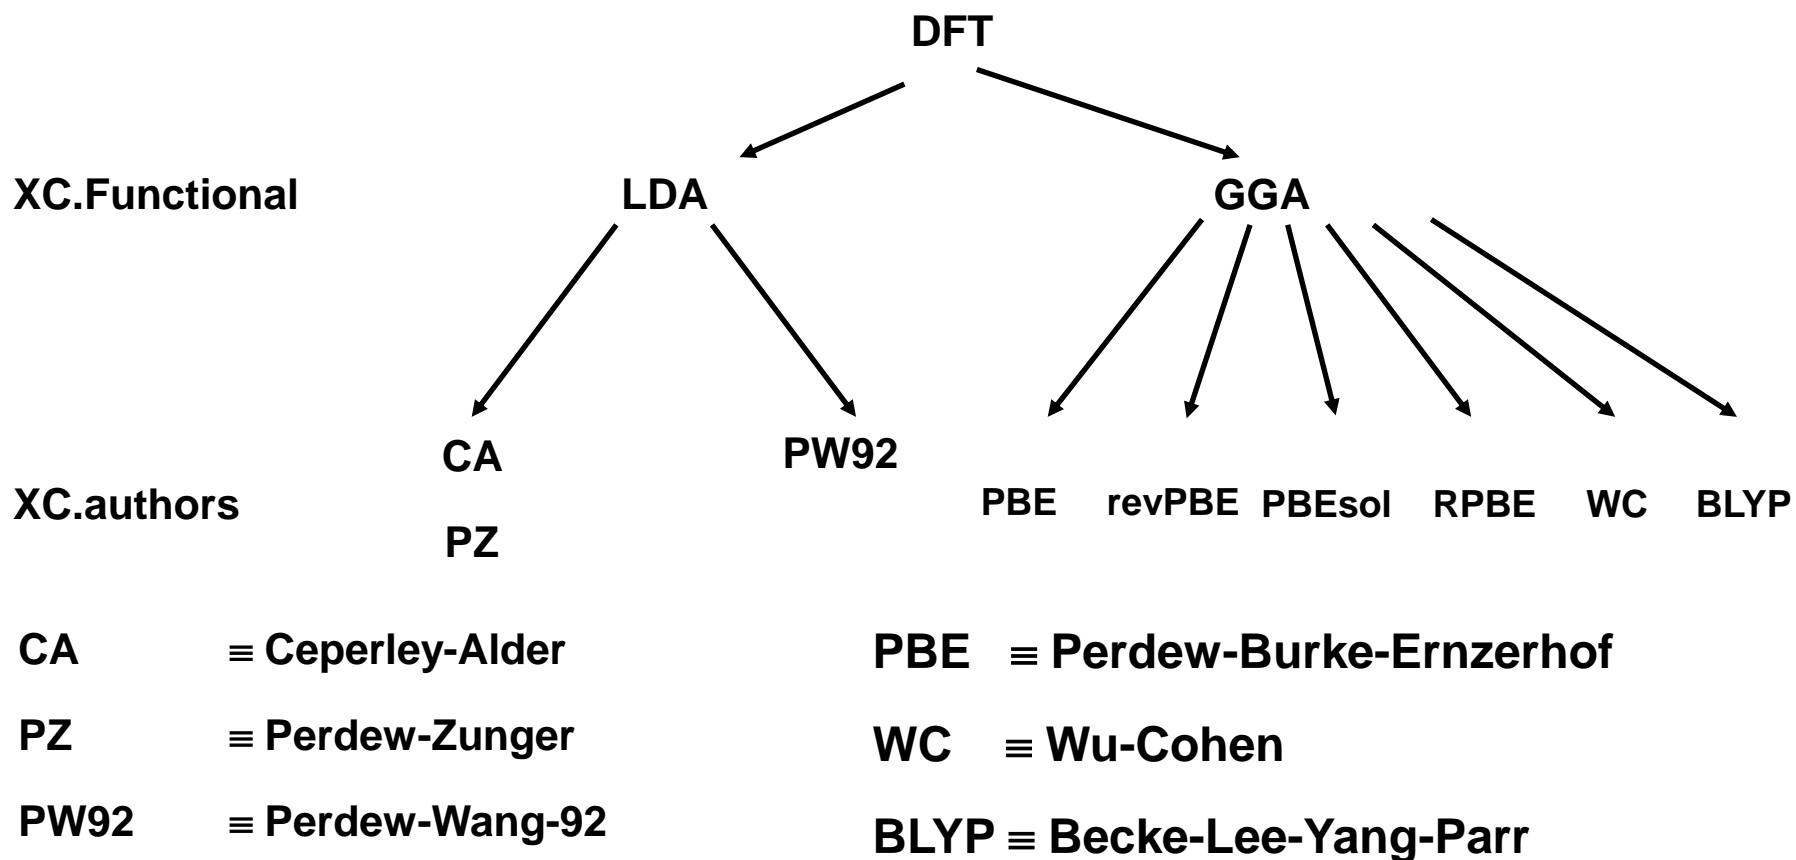 DFT
XC.Functional LDA GGA
CA PW92
XC.authors PBE revPBE PBEsol RPBE WC BLYP
PZ
CA ≡ Ceperley-Alder PBE ≡ Perdew-Burke-Ernzerhof
PZ ≡ Perdew-Zunger WC ≡ Wu-Cohen
PW92 ≡ Perdew-Wang-92 BLYP ≡ Becke-Lee-Yang-Parr